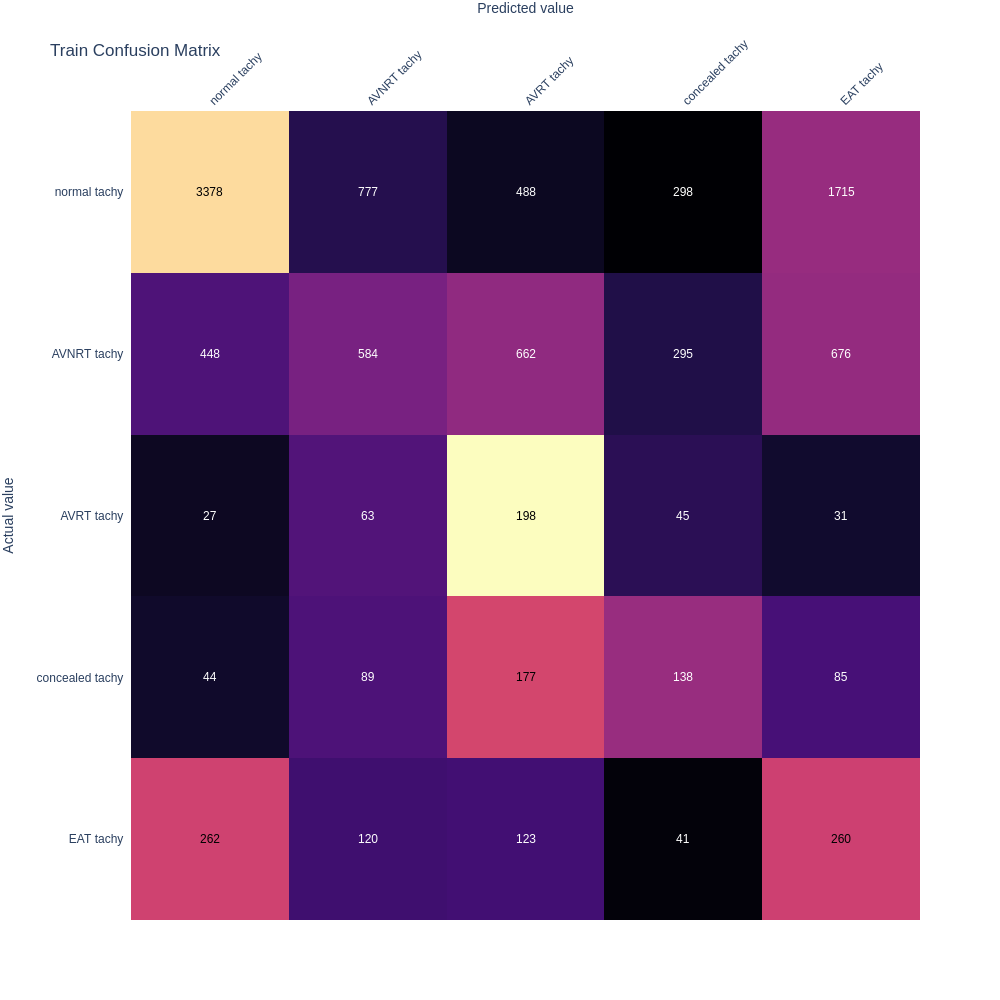 Predicted value
Train Confusion Matrix
normal tachy
AVNRT tachy
AVRT tachy
concealed tachy
EAT tachy
normal tachy 3378 777 488 298 1715
AVNRT tachy 448 584 662 295 676
Actual value
AVRT tachy 27 63 198 45 31
concealed tachy 44 89 177 138 85
EAT tachy 262 120 123 41 260